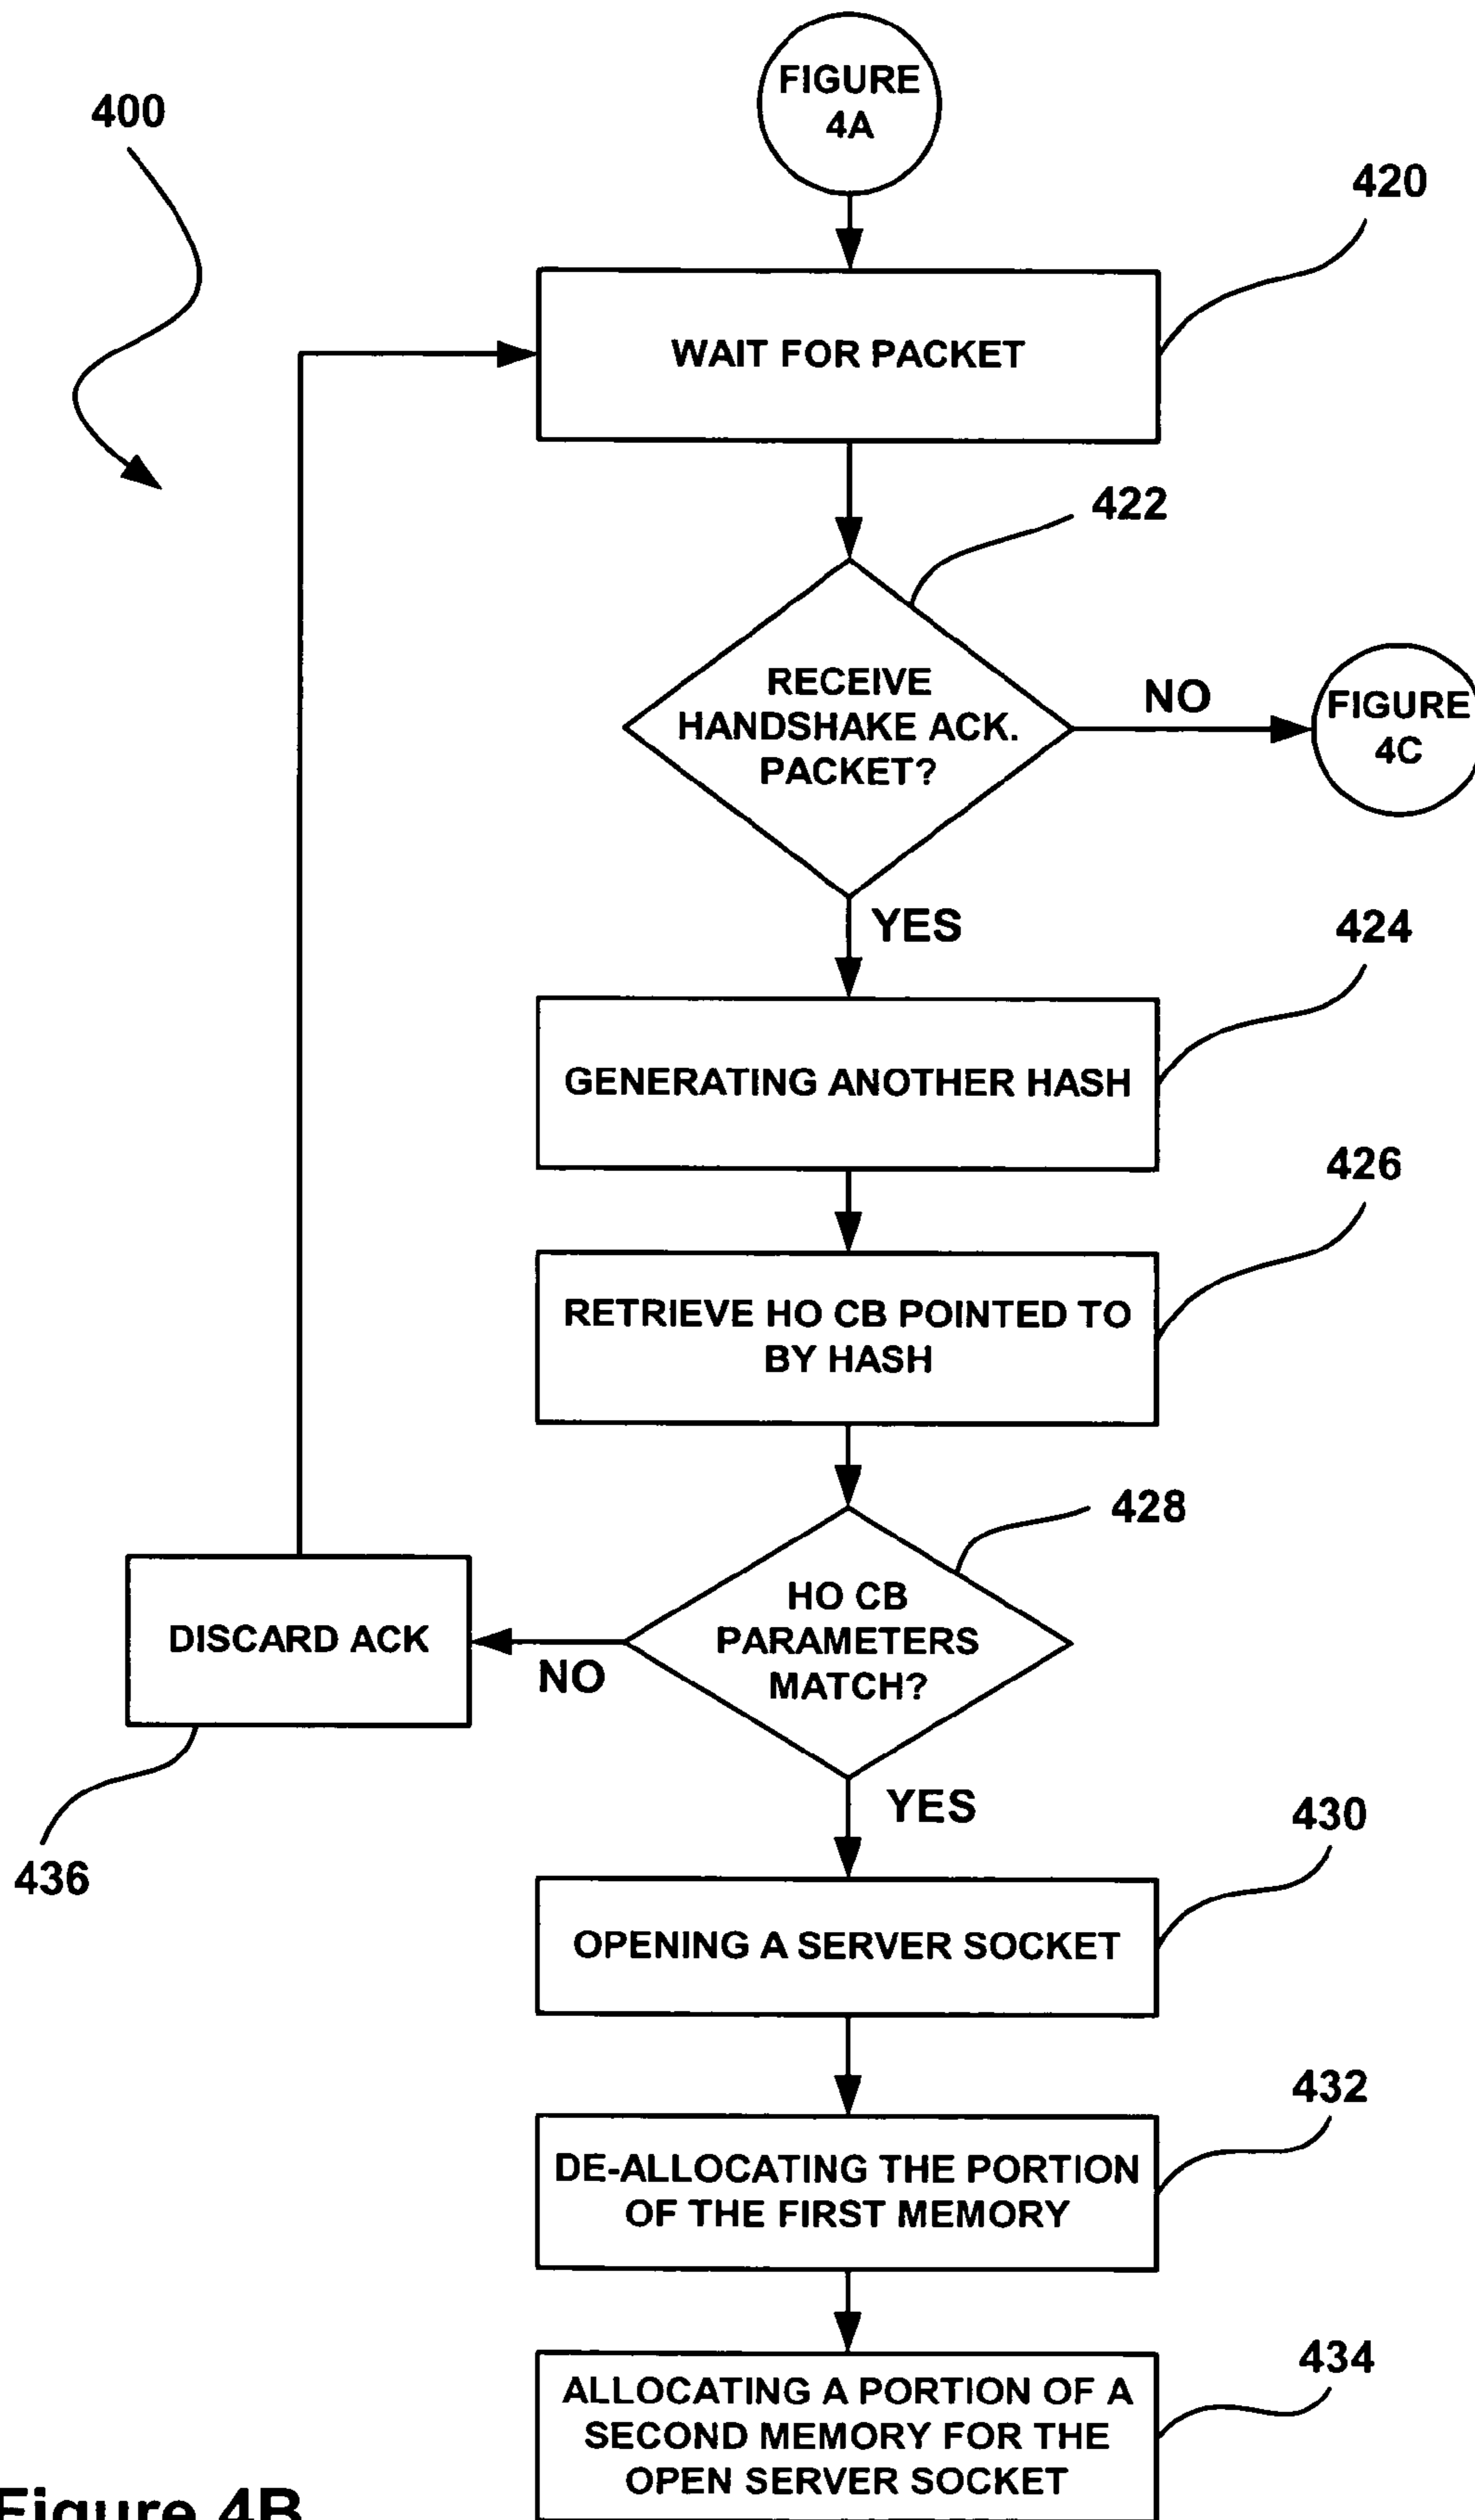 FIGURE
4A
400
420
WAIT FOR PACKET
422
RECEIVE
HANDSHAKE ACK.
PACKET?
NO
FIGURE
4C
YES
424
GENERATING ANOTHER HASH
426
RETRIEVE HO CB POINTED TO
BY HASH
428
HO CB
PARAMETERS
MATCH?
NO
DISCARD ACK
436
YES
430
OPENING A SERVER SOCKET
432
DE-ALLOCATING THE PORTION
OF THE FIRST MEMORY
434
ALLOCATING A PORTION OF A
SECOND MEMORY FOR THE
OPEN SERVER SOCKET
Figure 4B